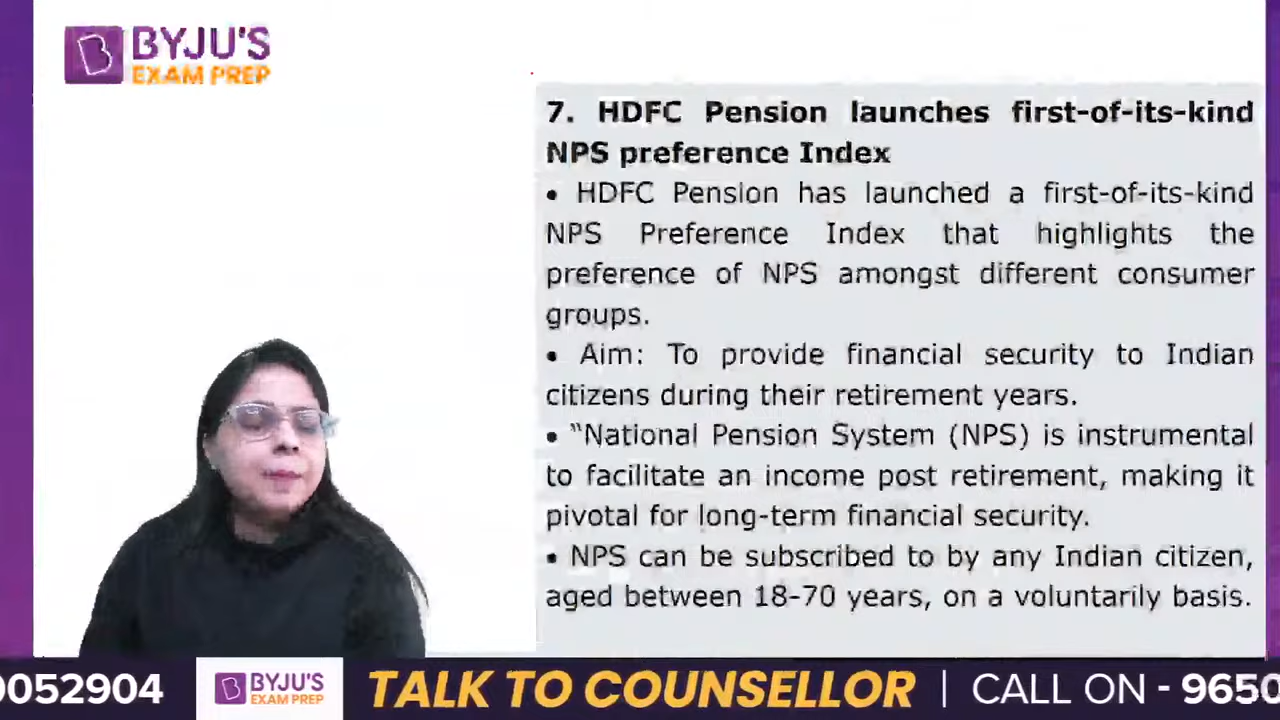 BYJU'S
EXAM PREP
7. HDFC Pension launches first-of-its-kind
NPS preference Index
• HDFC Pension has launched a first-of-its-kind
NPS Preference Index that highlights the
preference of NPS amongst different consumer
groups.
• Aim: To provide financial security to Indian
citizens during their retirement years.
• "National Pension System (NPS) is instrumental
to facilitate an income post retirement, making it
pivotal for long-term financial security.
• NPS can be subscribed to by any Indian citizen,
aged between 18-70 years, on a voluntarily basis.
0052904 BYJU'S EXAM PREP TALK TO COUNSELLOR | CALL ON - 9650